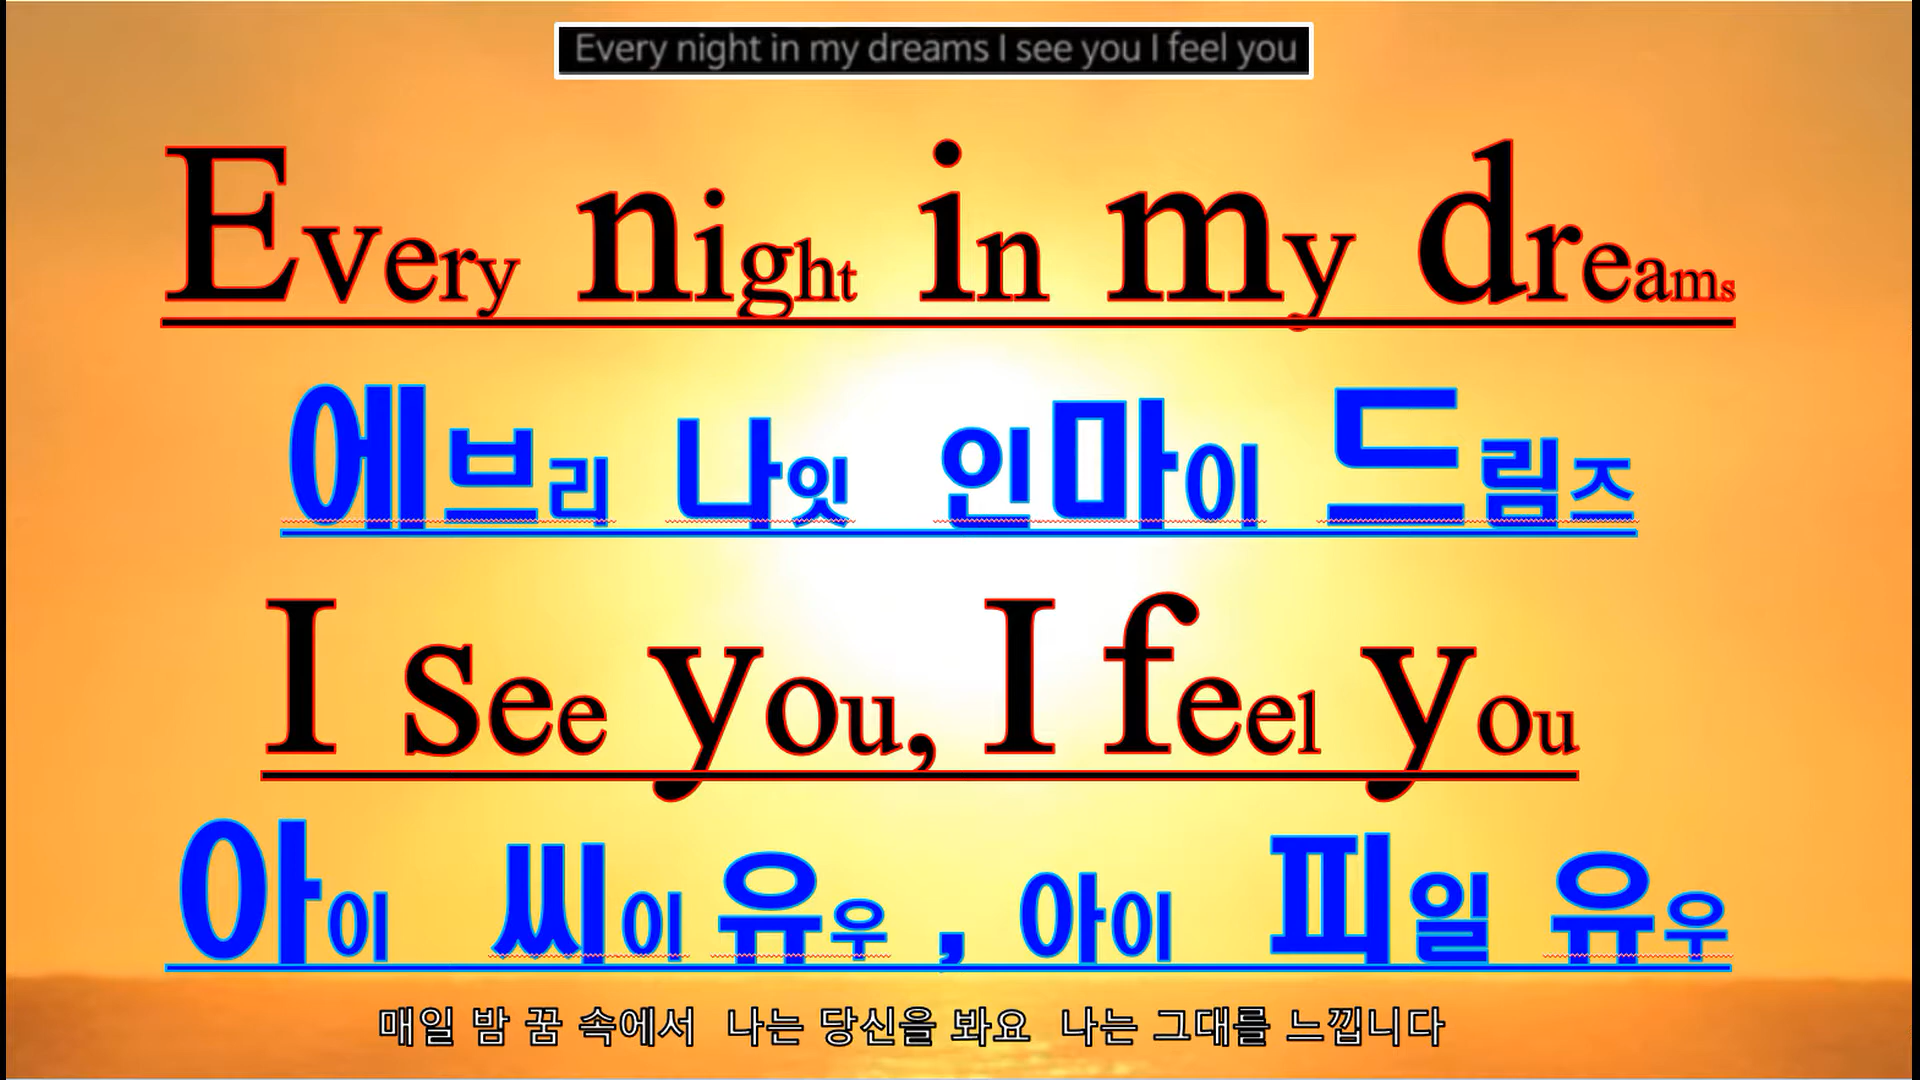 Every night in my dreams I see you I feel you
Every night in my dreams
에브리 나잇 인마이 드림즈
I see you, I feel you
아이 씨이 유우 , 아이 피일 유우
매일 밤 꿈 속에서 나는 당신을 봐요 나는 그대를 느낍니다